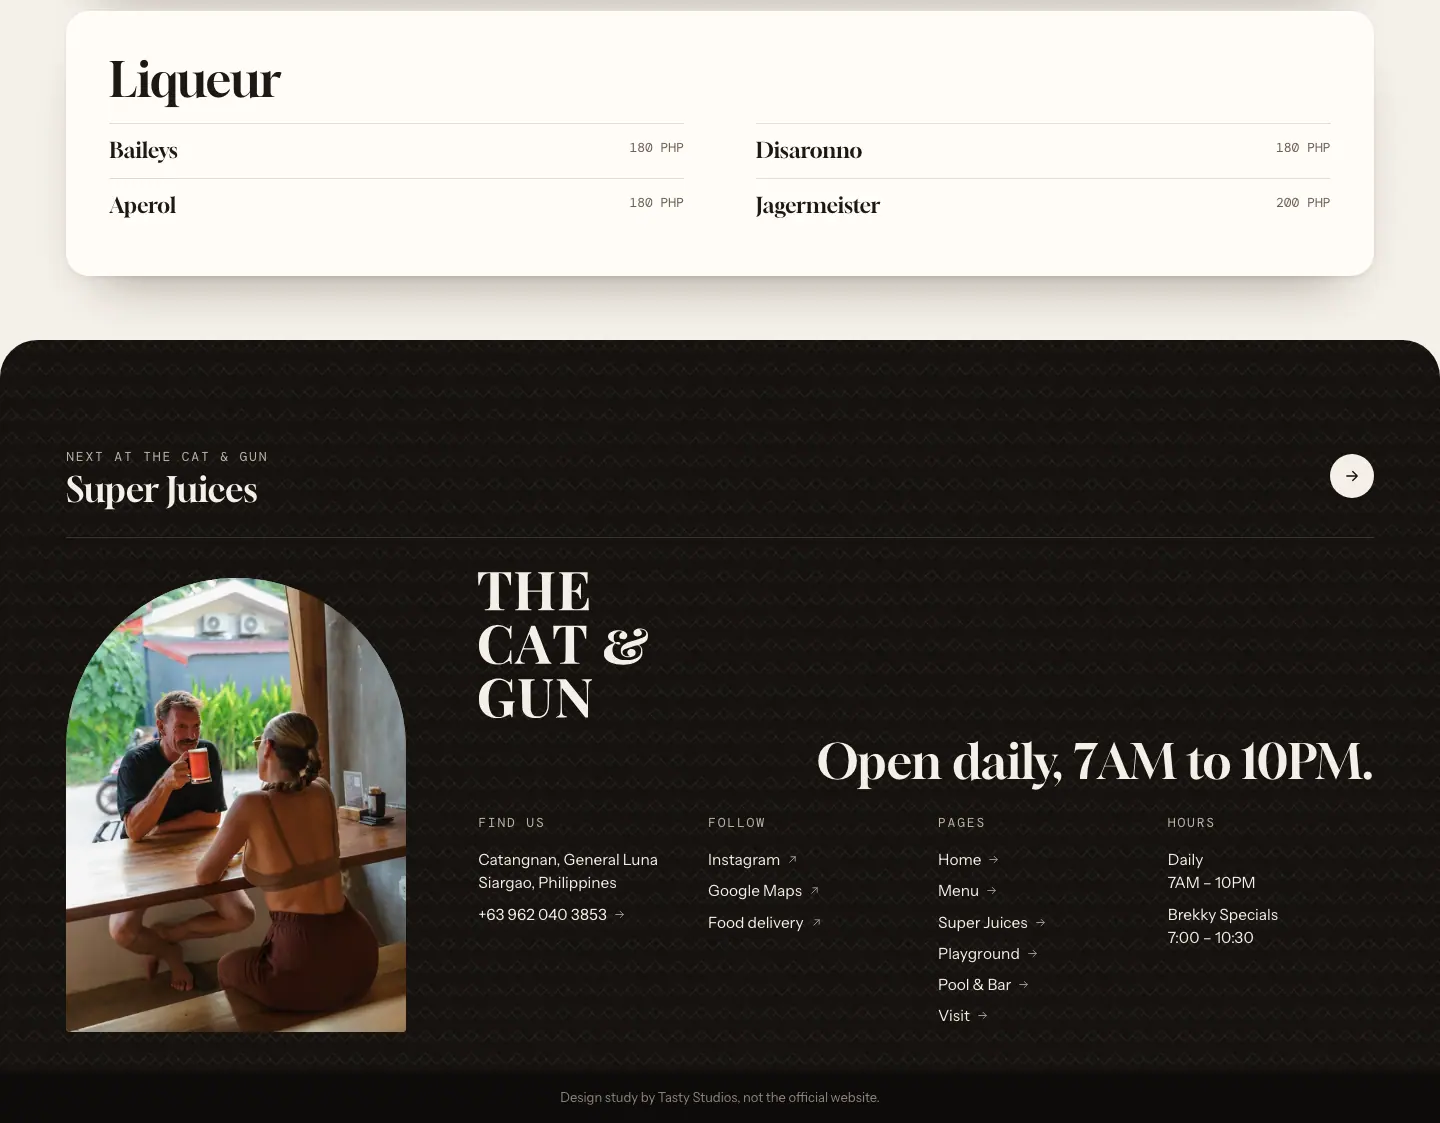 Liqueur
Baileys 180 PHP
Disaronno 180 PHP
Aperol 180 PHP
Jagermeister 200 PHP
NEXT AT THE CAT & GUN
Super Juices
THE
CAT &
GUN
Open daily, 7AM to 10PM.
FIND US
Catangnan, General Luna
Siargao, Philippines
+63 962 040 3853 →
FOLLOW
Instagram ↗
Google Maps ↗
Food delivery ↗
PAGES
Home →
Menu →
Super Juices →
Playground →
Pool & Bar →
Visit →
HOURS
Daily
7AM – 10PM
Brekky Specials
7:00 – 10:30
Design study by Tasty Studios, not the official website.